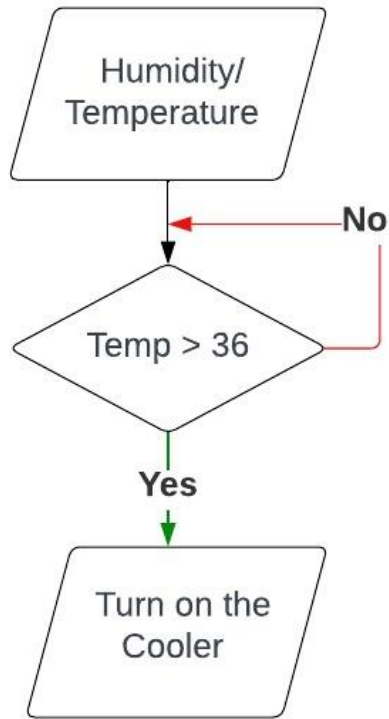 Humidity/
Temperature
No
Temp > 36
Yes
Turn on the
Cooler